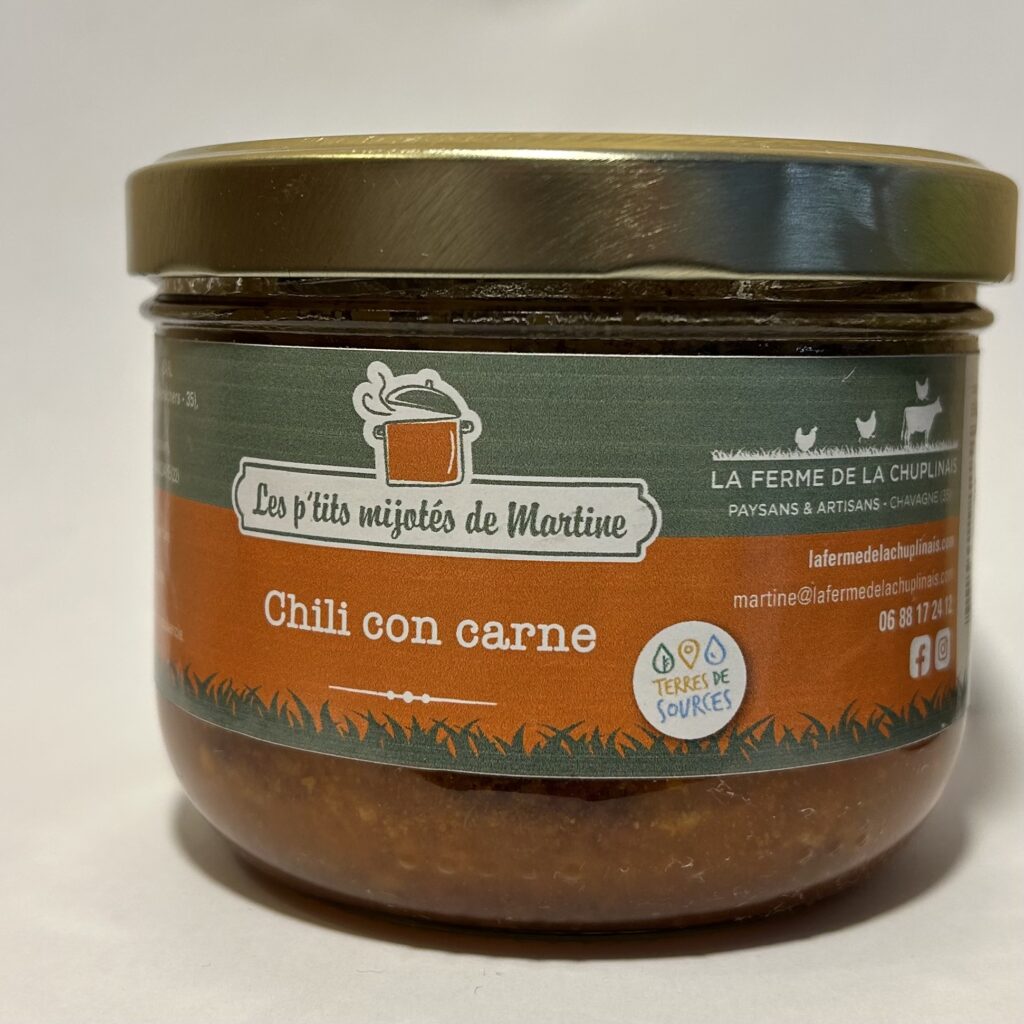 Les p'tits mijotés de Martine
Chili con carne
TERRES DE
SOURCES
LA FERME DE LA CHUPLINAIS
PAYSANS & ARTISANS - CHAVAGNE (35)
lafermedelachuplinais.com
martine@lafermedelachuplinais.com
06 88 17 24 12